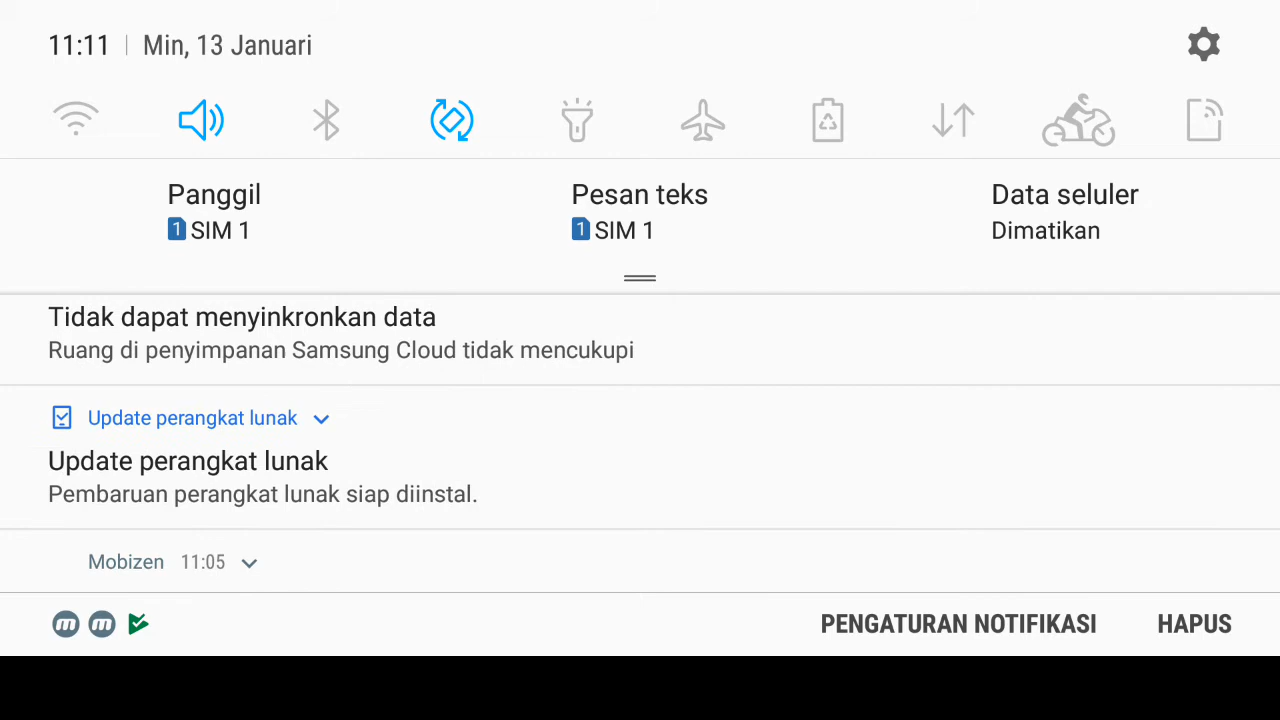 11:11 | Min, 13 Januari
Panggil
1 SIM 1
Pesan teks
1 SIM 1
Data seluler
Dimatikan
Tidak dapat menyinkronkan data
Ruang di penyimpanan Samsung Cloud tidak mencukupi
Update perangkat lunak
Update perangkat lunak
Pembaruan perangkat lunak siap diinstal.
Mobizen 11:05
m m
PENGATURAN NOTIFIKASI HAPUS